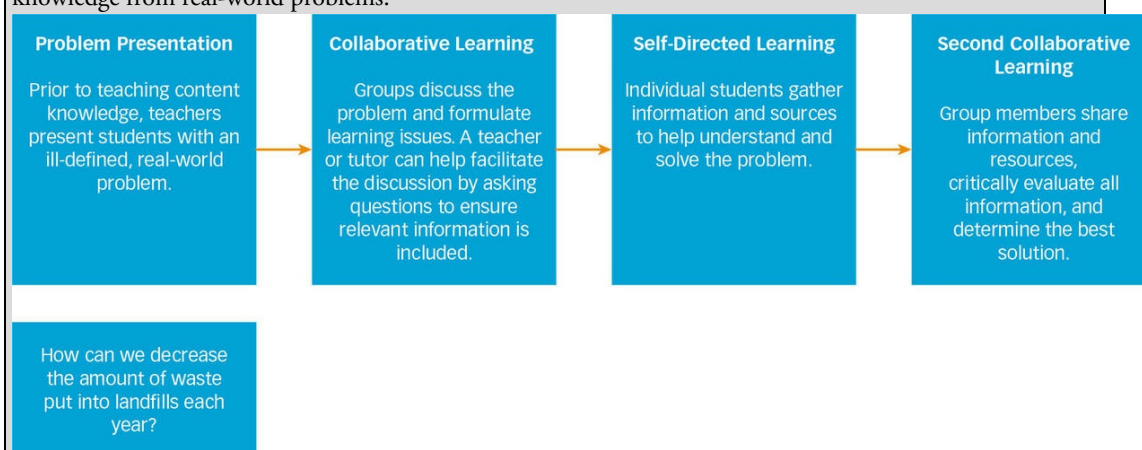 knowledge from real-world problems.
Problem Presentation
Prior to teaching content
knowledge, teachers
present students with an
ill-defined, real-world
problem.
Collaborative Learning
Groups discuss the
problem and formulate
learning issues. A teacher
or tutor can help facilitate
the discussion by asking
questions to ensure
relevant information is
included.
Self-Directed Learning
Individual students gather
information and sources
to help understand and
solve the problem.
Second Collaborative
Learning
Group members share
information and
resources,
critically evaluate all
information, and
determine the best
solution.
How can we decrease
the amount of waste
put into landfills each
year?